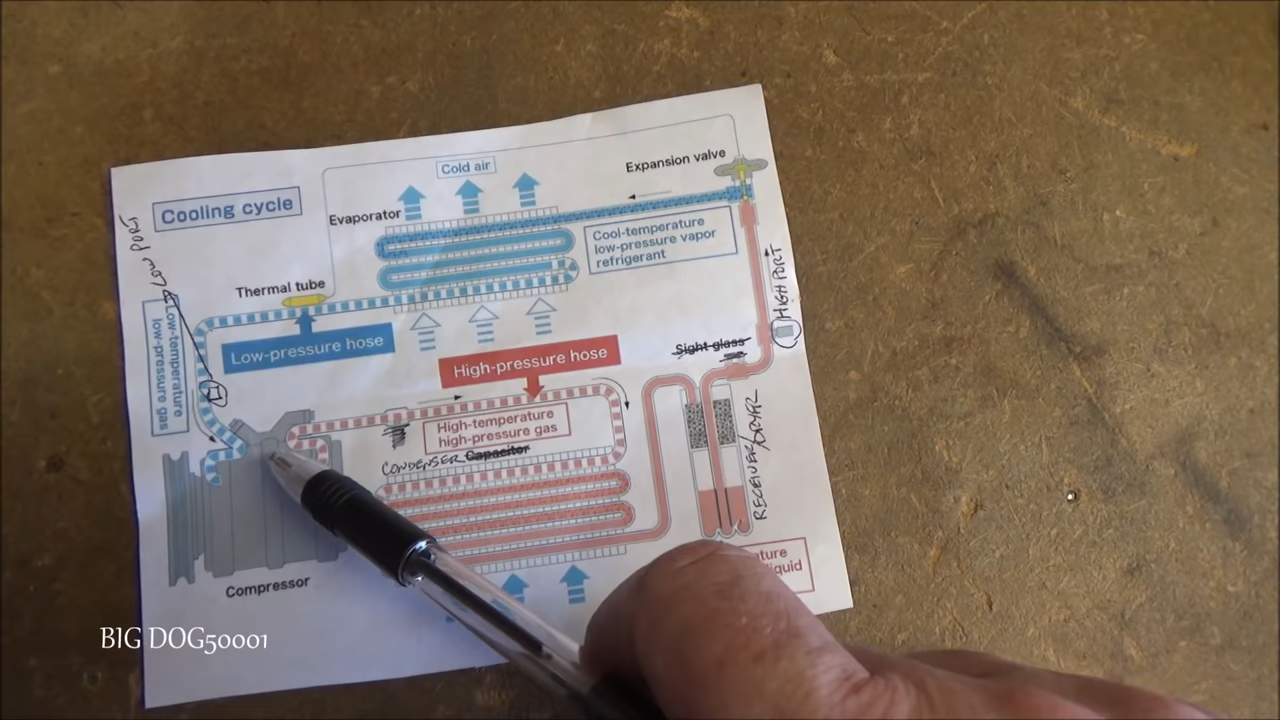 Cooling cycle
Cold air
Expansion valve
Evaporator
Cool-temperature
low-pressure vapor
refrigerant
LOW PORT
Thermal tube
HIGH PORT
Low-temperature
low-pressure gas
Low-pressure hose
High-pressure hose
Sight glass
High-temperature
high-pressure gas
CONDENSER Capacitor
RECEIVER/DRYER
Compressor
liquid
BIG DOG50001